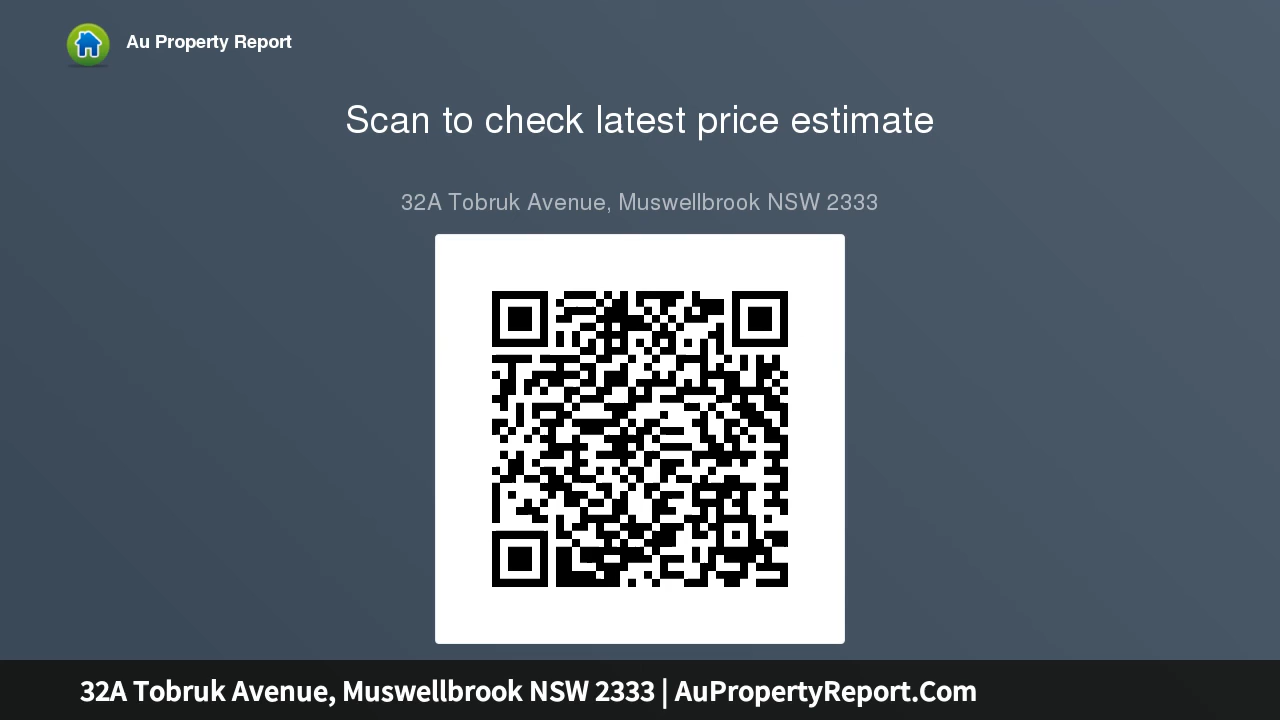 Au Property Report
Scan to check latest price estimate
32A Tobruk Avenue, Muswellbrook NSW 2333
32A Tobruk Avenue, Muswellbrook NSW 2333 | AuPropertyReport.Com